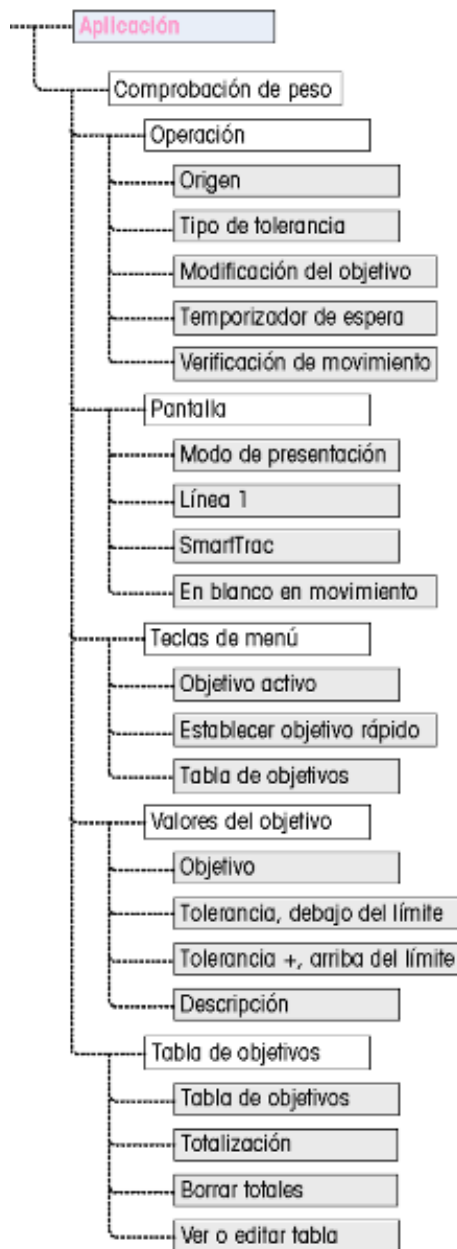 Aplicación
Comprobación de peso
Operación
Origen
Tipo de tolerancia
Modificación del objetivo
Temporizador de espera
Verificación de movimiento
Pantalla
Modo de presentación
Línea 1
SmartTrac
En blanco en movimiento
Teclas de menú
Objetivo activo
Establecer objetivo rápido
Tabla de objetivos
Valores del objetivo
Objetivo
Tolerancia, debajo del límite
Tolerancia +, arriba del límite
Descripción
Tabla de objetivos
Tabla de objetivos
Totalización
Borrar totales
Ver o editar tabla